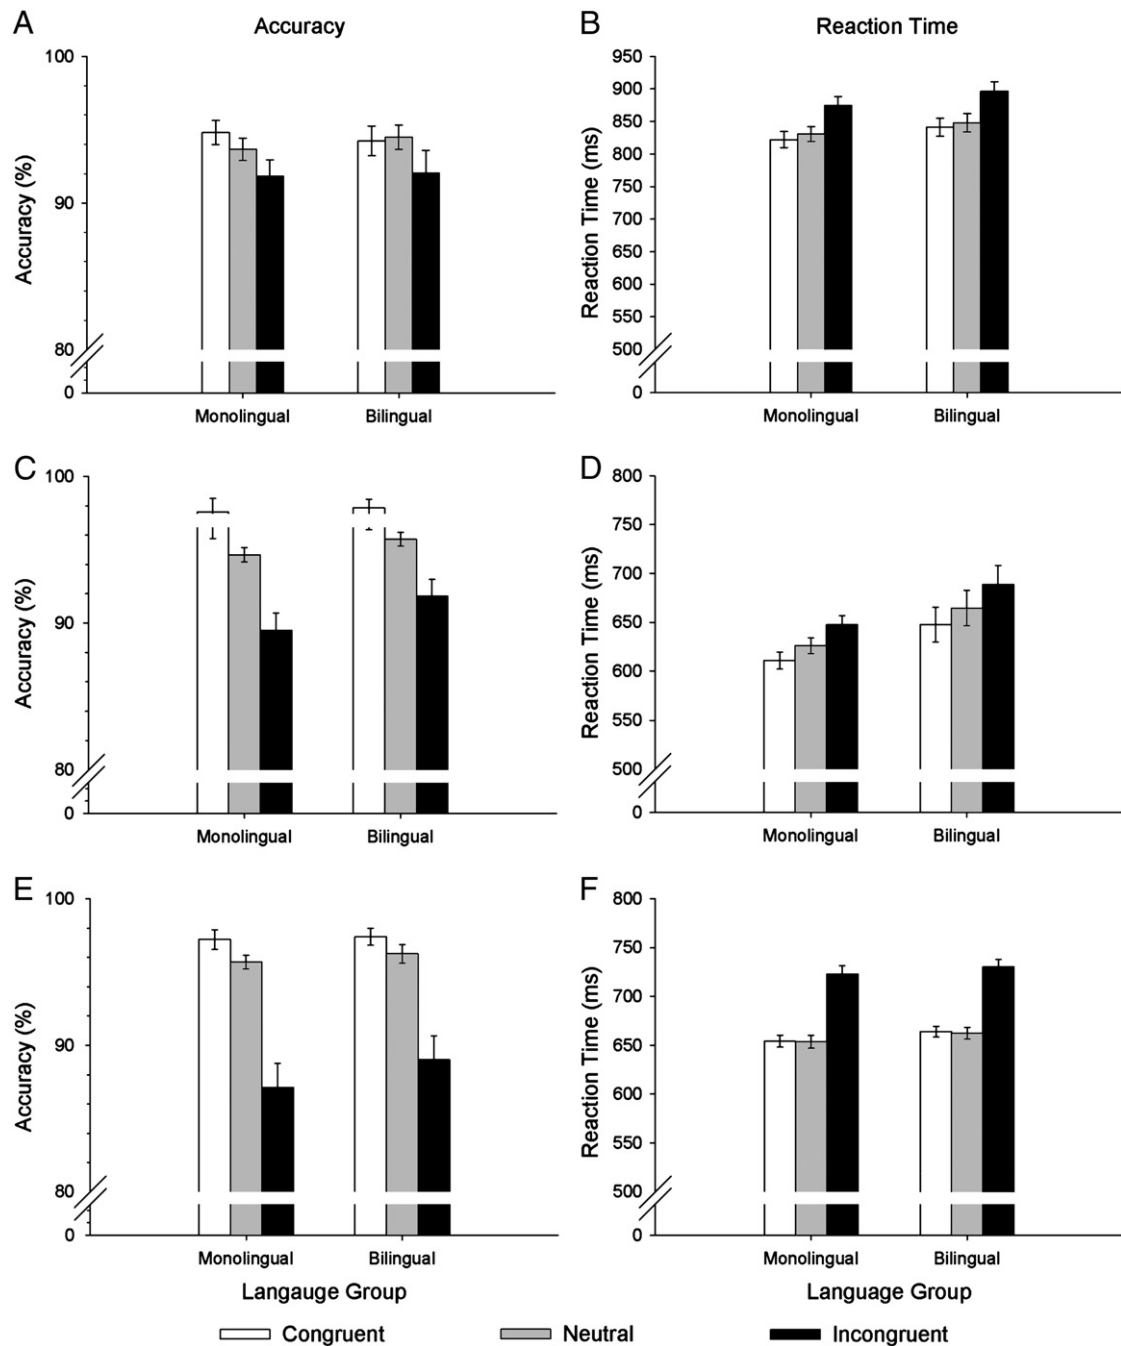 A Accuracy
100
90
80
0
Accuracy (%)
Monolingual Bilingual
B Reaction Time
950
900
850
800
750
700
650
600
550
500
0
Reaction Time (ms)
Monolingual Bilingual
C
100
90
80
0
Accuracy (%)
Monolingual Bilingual
D
800
700
650
600
550
500
0
Reaction Time (ms)
Monolingual Bilingual
E
100
90
80
0
Accuracy (%)
Monolingual Bilingual
Langauge Group
F
800
750
700
650
600
550
500
0
Reaction Time (ms)
Monolingual Bilingual
Language Group
Congruent Neutral Incongruent